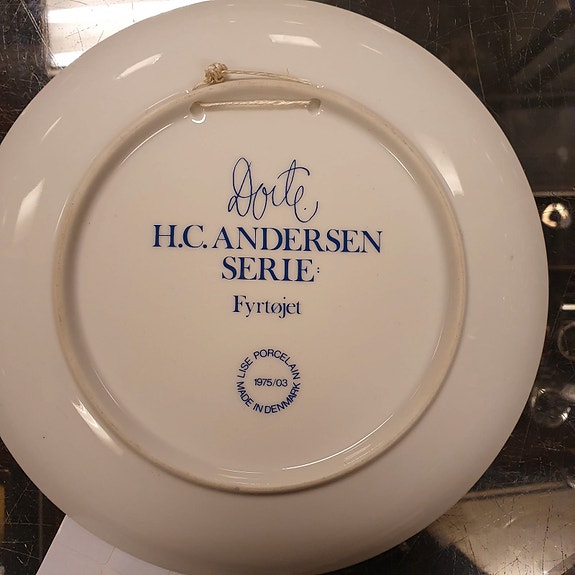 Dorte.
H.C. ANDERSEN
SERIE:
Fyrtøjet
LISE PORCELAIN
1975/03
MADE IN DENMARK